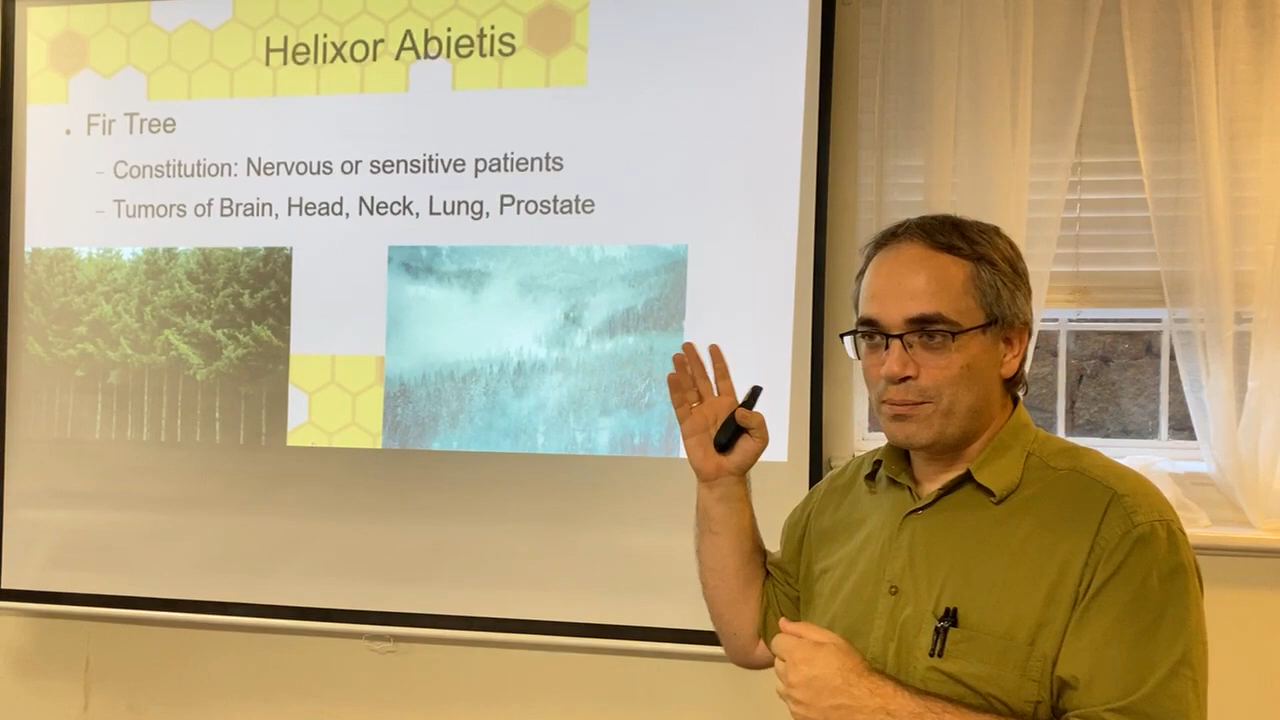 Helixor Abietis
• Fir Tree
– Constitution: Nervous or sensitive patients
– Tumors of Brain, Head, Neck, Lung, Prostate